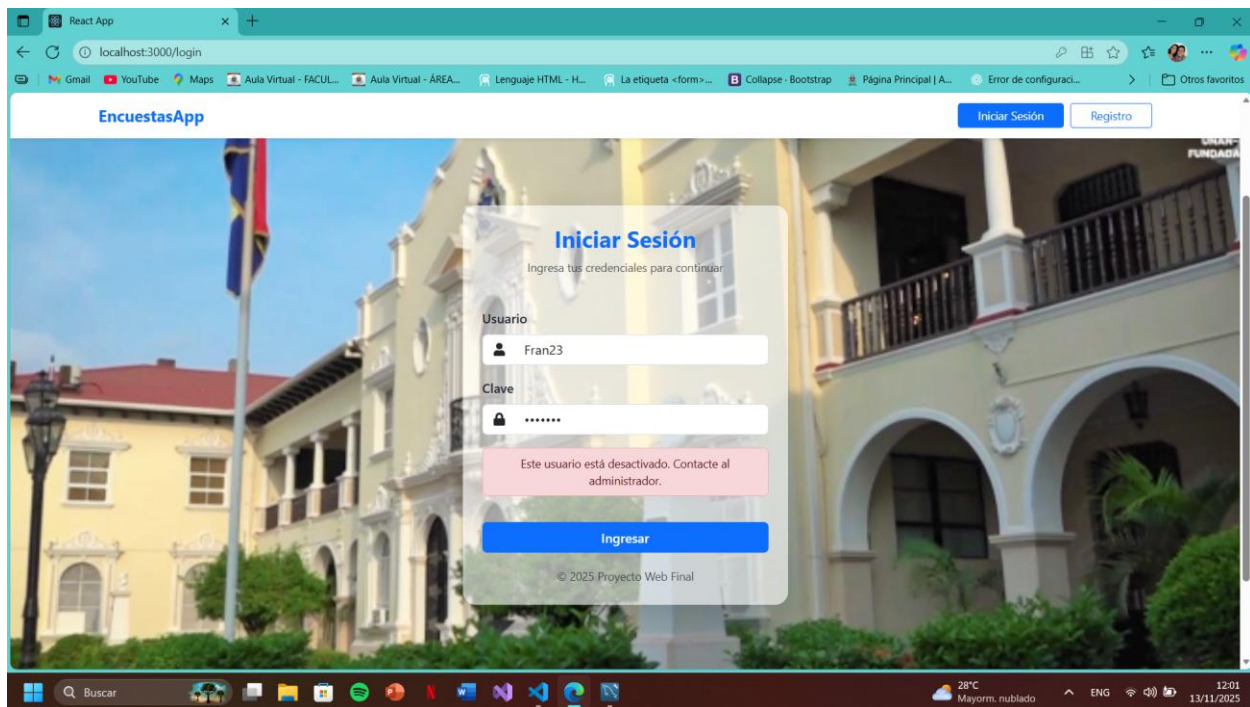 React App
localhost:3000/login
Gmail YouTube Maps Aula Virtual - FACUL... Aula Virtual - ÁREA... Lenguaje HTML - H... La etiqueta <form>... Collapse · Bootstrap Página Principal | A... Error de configuraci... Otros favoritos
EncuestasApp Iniciar Sesión Registro
UNAN-
FUNDADA
Iniciar Sesión
Ingresa tus credenciales para continuar
Usuario
Fran23
Clave
•••••••
Este usuario está desactivado. Contacte al
administrador.
Ingresar
© 2025 Proyecto Web Final
Buscar 28°C ENG 12:01
Mayorm. nublado 13/11/2025